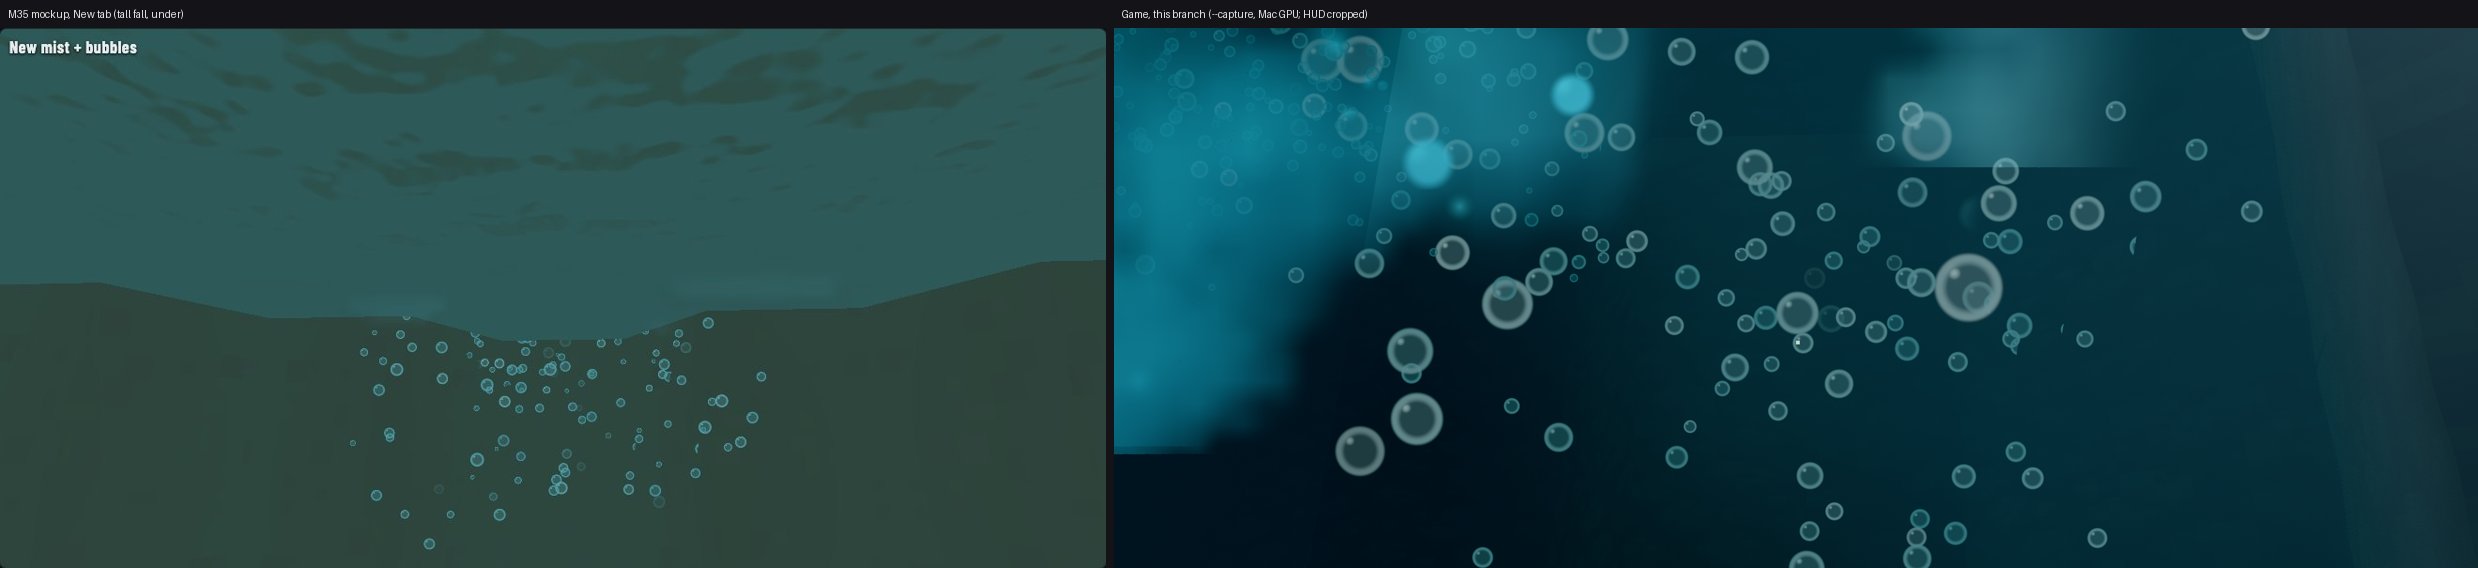 M35 mockup, New tab (tall fall, under)
Game, this branch (--capture, Mac GPU; HUD cropped)
New mist + bubbles